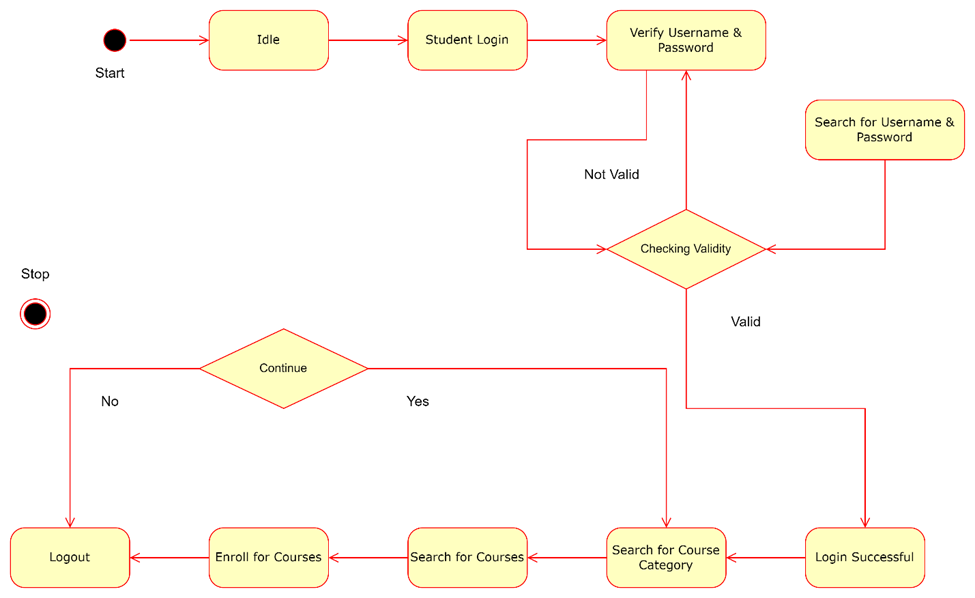 Idle
Student Login
Verify Username &
Password
Start
Search for Username &
Password
Not Valid
Checking Validity
Stop
Valid
Continue
No
Yes
Logout
Enroll for Courses
Search for Courses
Search for Course
Category
Login Successful